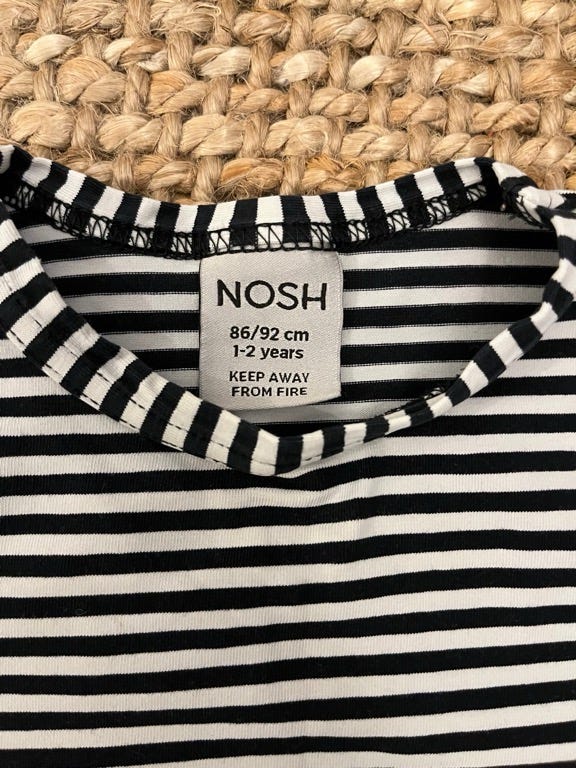 NOSH
86/92 cm
1-2 years
KEEP AWAY
FROM FIRE